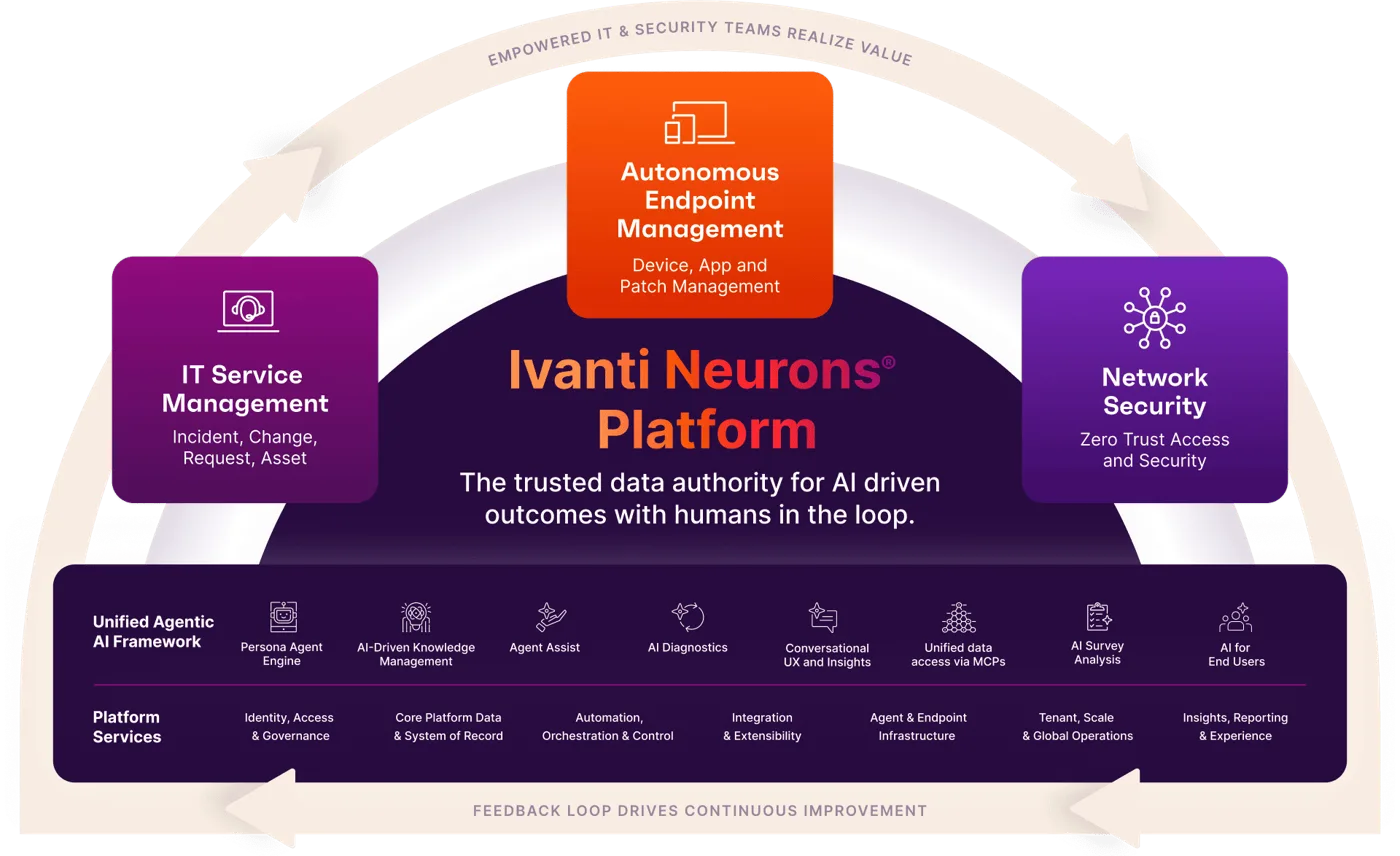 EMPOWERED IT & SECURITY TEAMS REALIZE VALUE
Autonomous
Endpoint
Management
Device, App and
Patch Management
IT Service
Management
Incident, Change,
Request, Asset
Network
Security
Zero Trust Access
and Security
Ivanti Neurons®
Platform
The trusted data authority for AI driven
outcomes with humans in the loop.
Unified Agentic
AI Framework
Persona Agent
Engine
AI-Driven Knowledge
Management
Agent Assist
AI Diagnostics
Conversational
UX and Insights
Unified data
access via MCPs
AI Survey
Analysis
AI for
End Users
Platform
Services
Identity, Access
& Governance
Core Platform Data
& System of Record
Automation,
Orchestration & Control
Integration
& Extensibility
Agent & Endpoint
Infrastructure
Tenant, Scale
& Global Operations
Insights, Reporting
& Experience
FEEDBACK LOOP DRIVES CONTINUOUS IMPROVEMENT